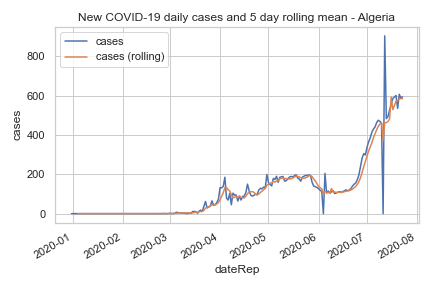 New COVID-19 daily cases and 5 day rolling mean - Algeria
cases
cases (rolling)
800
600
400
200
0
cases
2020-01
2020-02
2020-03
2020-04
2020-05
2020-06
2020-07
2020-08
dateRep